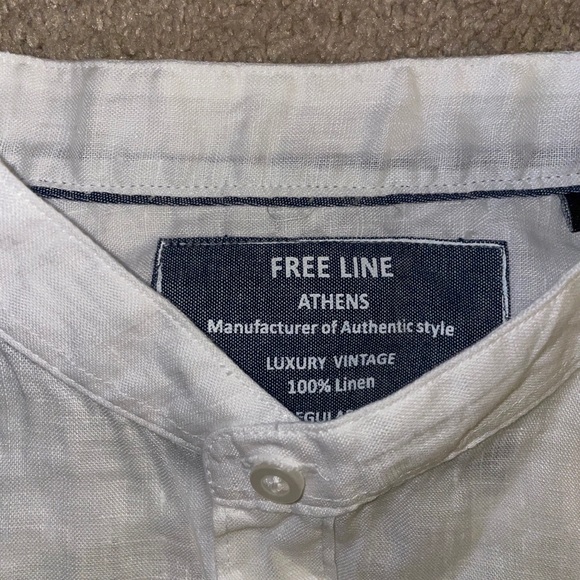 FREE LINE
ATHENS
Manufacturer of Authentic style
LUXURY VINTAGE
100% Linen